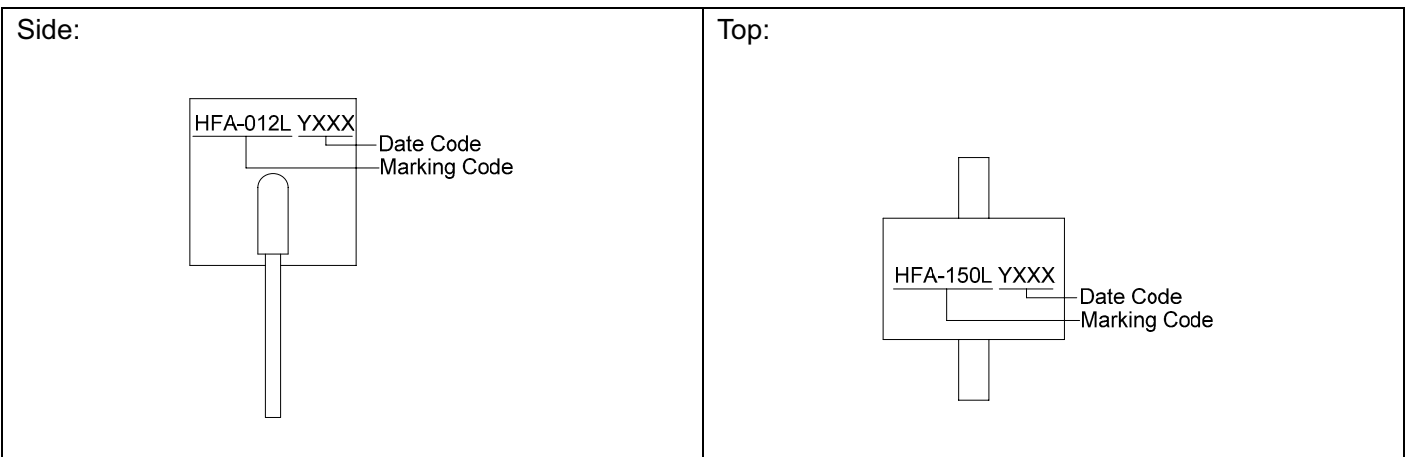 Side:
HFA-012L YXXX
Date Code
Marking Code
Top:
HFA-150L YXXX
Date Code
Marking Code